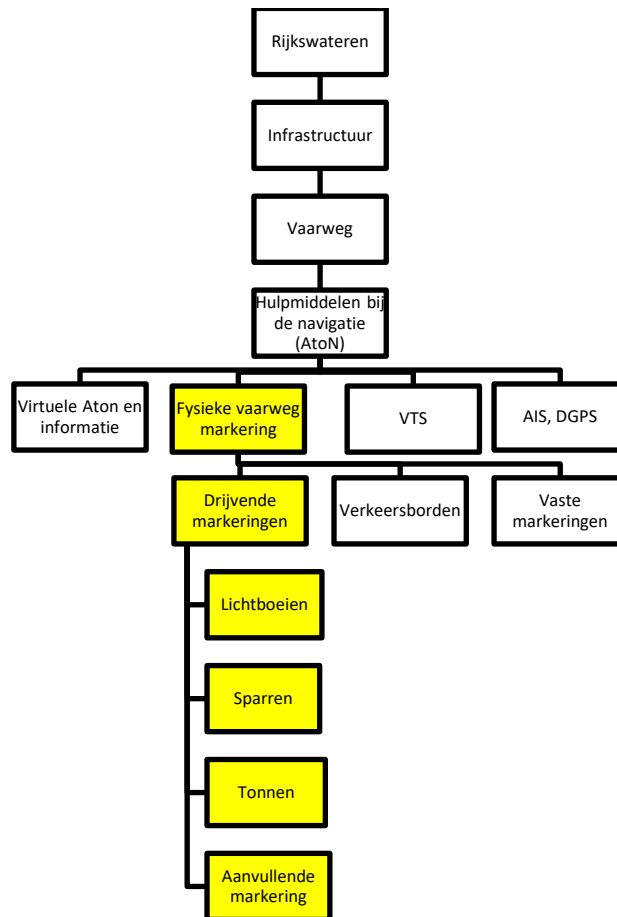 Rijkswateren
Infrastructuur
Vaarweg
Hulpmiddelen bij
de navigatie
(AtoN)
Virtuele Aton en
informatie
Fysieke vaarweg
markering
VTS
AIS, DGPS
Drijvende
markeringen
Verkeersborden
Vaste
markeringen
Lichtboeien
Sparren
Tonnen
Aanvullende
markering